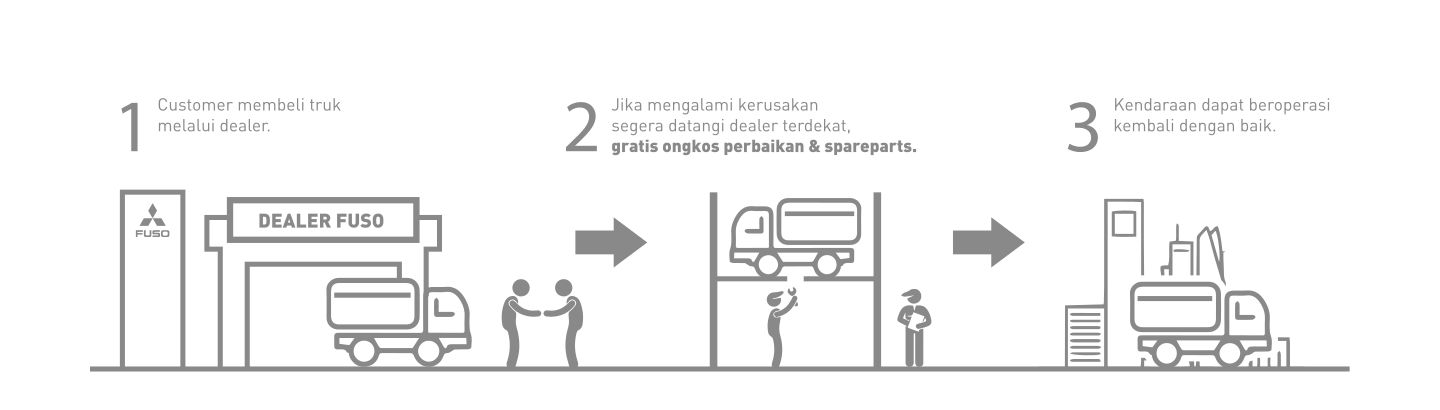 1
Customer membeli truk
melalui dealer.
2
Jika mengalami kerusakan
segera datangi dealer terdekat,
gratis ongkos perbaikan & spareparts.
3
Kendaraan dapat beroperasi
kembali dengan baik.
FUSO
DEALER FUSO